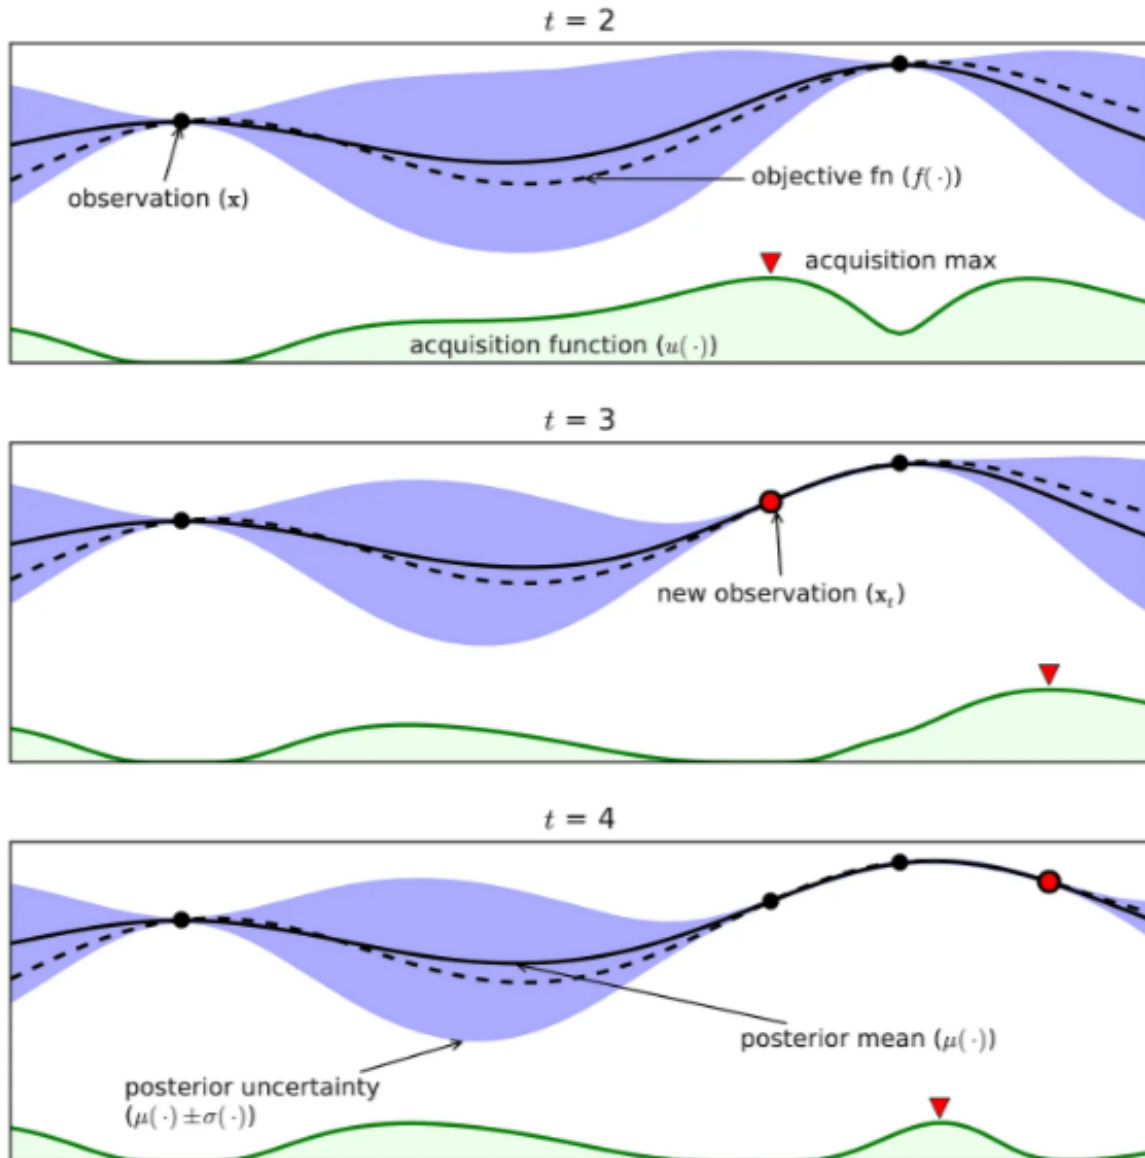 t = 2
observation (x)
objective fn (f(·))
acquisition max
acquisition function (u(·))
t = 3
new observation (xₜ)
t = 4
posterior mean (μ(·))
posterior uncertainty
(μ(·)±σ(·))